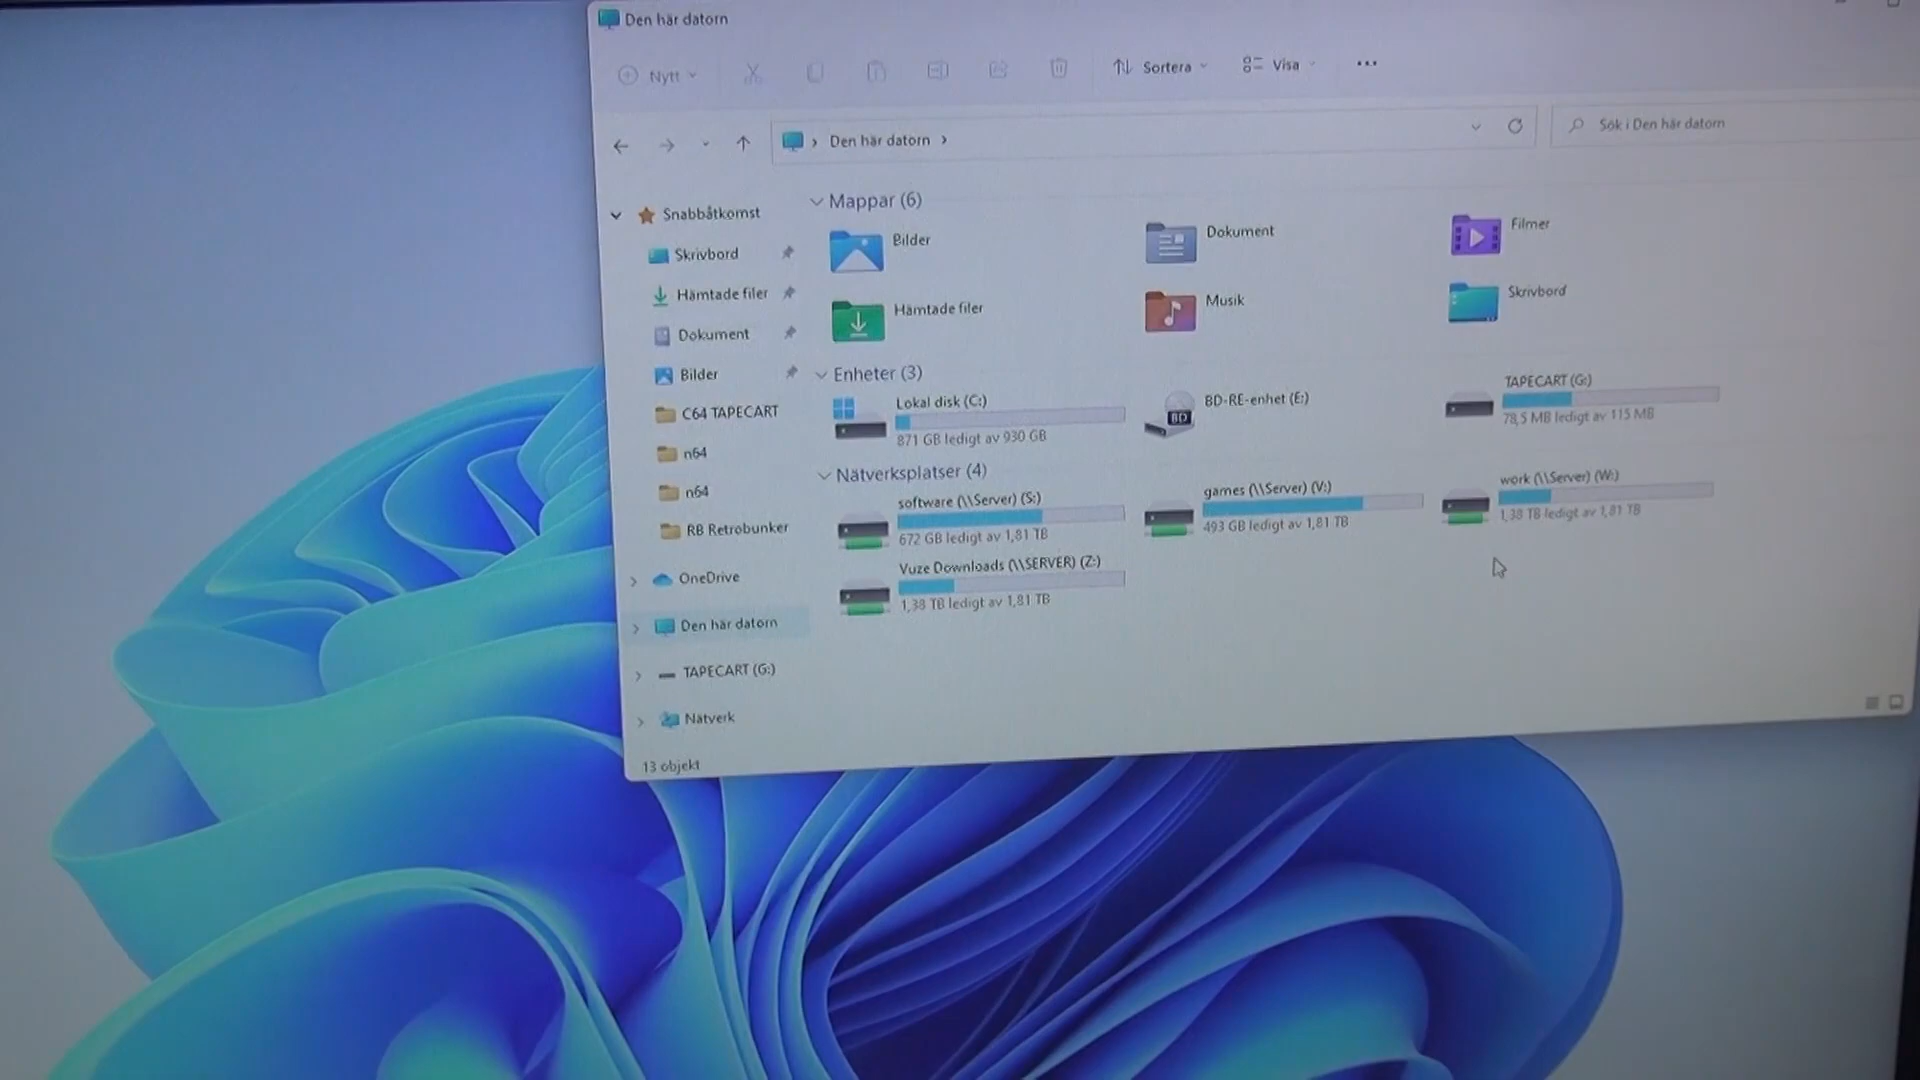 Den här datorn
Nytt
Sortera
Visa
Den här datorn
Sök i Den här datorn
Snabbåtkomst
Skrivbord
Hämtade filer
Dokument
Bilder
C64 TAPECART
n64
n64
RB Retrobunker
OneDrive
Den här datorn
TAPECART (G:)
Nätverk
13 objekt
Mappar (6)
Bilder
Dokument
Filmer
Hämtade filer
Musik
Skrivbord
Enheter (3)
Lokal disk (C:)
871 GB ledigt av 930 GB
BD
BD-RE-enhet (E:)
TAPECART (G:)
78,5 MB ledigt av 115 MB
Nätverksplatser (4)
software (\\Server) (S:)
672 GB ledigt av 1,81 TB
games (\\Server) (V:)
493 GB ledigt av 1,81 TB
work (\\Server) (W:)
1,38 TB ledigt av 1,81 TB
Vuze Downloads (\\SERVER) (Z:)
1,38 TB ledigt av 1,81 TB